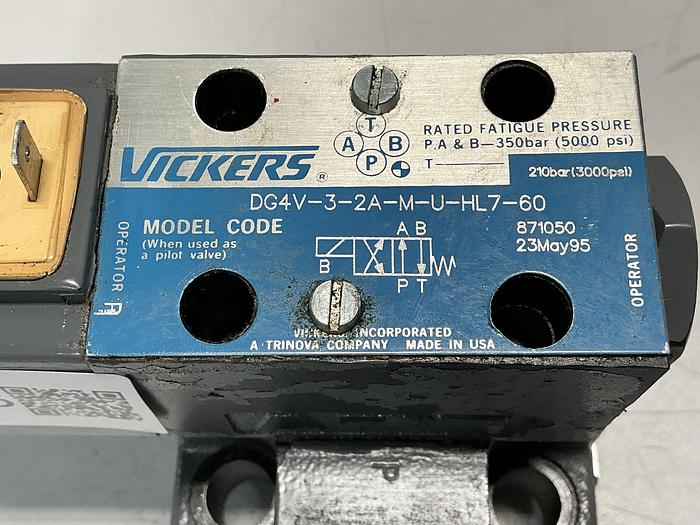 T
A B
P
RATED FATIGUE PRESSURE
P.A & B—350bar (5000 psi)
T
210bar(3000psi)
VICKERS®
DG4V-3-2A-M-U-HL7-60
MODEL CODE
(When used as
a pilot valve)
871050
23May95
A B
B
P T
OPERATOR
A
OPERATOR
VICKERS, INCORPORATED
A TRINOVA COMPANY MADE IN USA
P